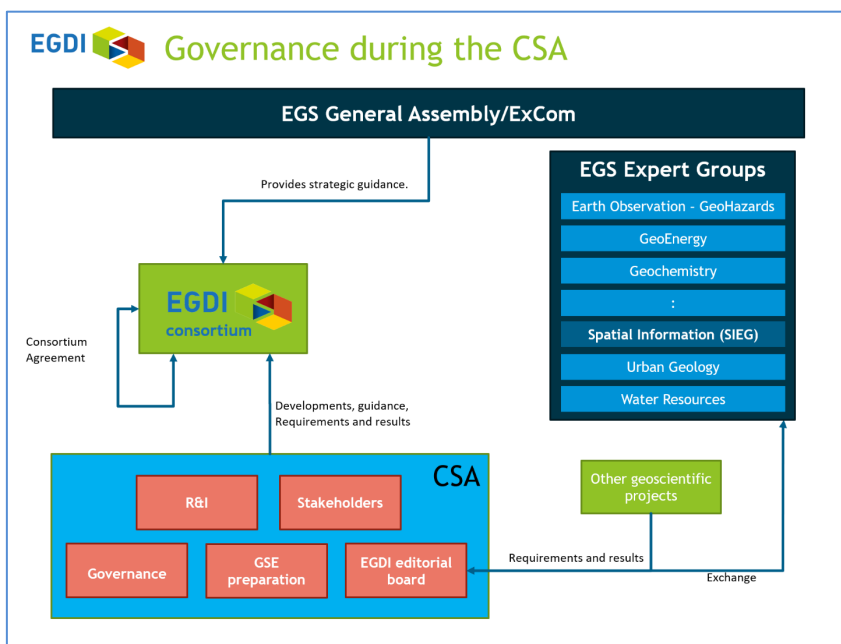 EGDI
Governance during the CSA
EGS General Assembly/ExCom
Provides strategic guidance.
EGS Expert Groups
Earth Observation - GeoHazards
GeoEnergy
Geochemistry
:
Spatial Information (SIEG)
Urban Geology
Water Resources
EGDI
consortium
Consortium
Agreement
Developments, guidance,
Requirements and results
CSA
R&I
Stakeholders
Governance
GSE
preparation
EGDI editorial
board
Other geoscientific
projects
Requirements and results
Exchange